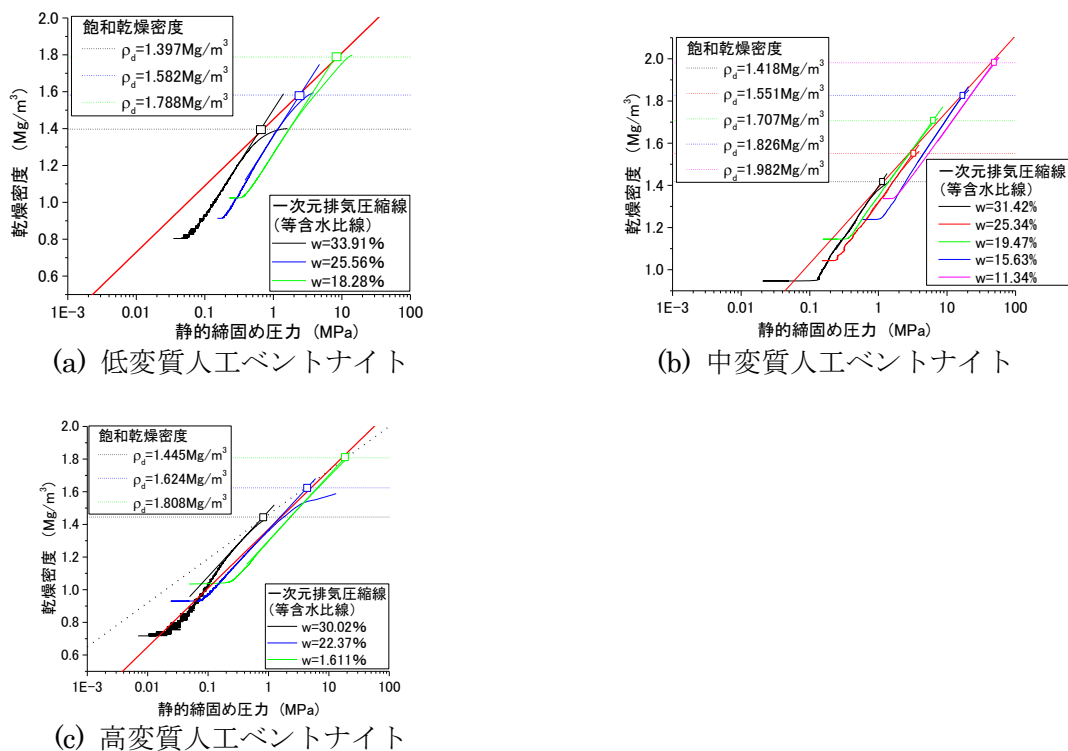 2.0
1.8
1.6
1.4
1.2
1.0
0.8
0.6
乾燥密度 (Mg/m³)
飽和乾燥密度
ρd=1.397Mg/m³
ρd=1.582Mg/m³
ρd=1.788Mg/m³
一次元排気圧縮線
(等含水比線)
w=33.91%
w=25.56%
w=18.28%
1E-3 0.01 0.1 1 10 100
静的締固め圧力 (MPa)
(a) 低変質人工ベントナイト
2.0
1.8
1.6
1.4
1.2
1.0
乾燥密度 (Mg/m³)
飽和乾燥密度
ρd=1.418Mg/m³
ρd=1.551Mg/m³
ρd=1.707Mg/m³
ρd=1.826Mg/m³
ρd=1.982Mg/m³
一次元排気圧縮線
(等含水比線)
w=31.42%
w=25.34%
w=19.47%
w=15.63%
w=11.34%
1E-3 0.01 0.1 1 10 100
静的締固め圧力 (MPa)
(b) 中変質人工ベントナイト
2.0
1.8
1.6
1.4
1.2
1.0
0.8
0.6
乾燥密度 (Mg/m³)
飽和乾燥密度
ρd=1.445Mg/m³
ρd=1.624Mg/m³
ρd=1.808Mg/m³
一次元排気圧縮線
(等含水比線)
w=30.02%
w=22.37%
w=1.611%
1E-3 0.01 0.1 1 10 100
静的締固め圧力 (MPa)
(c) 高変質人工ベントナイト